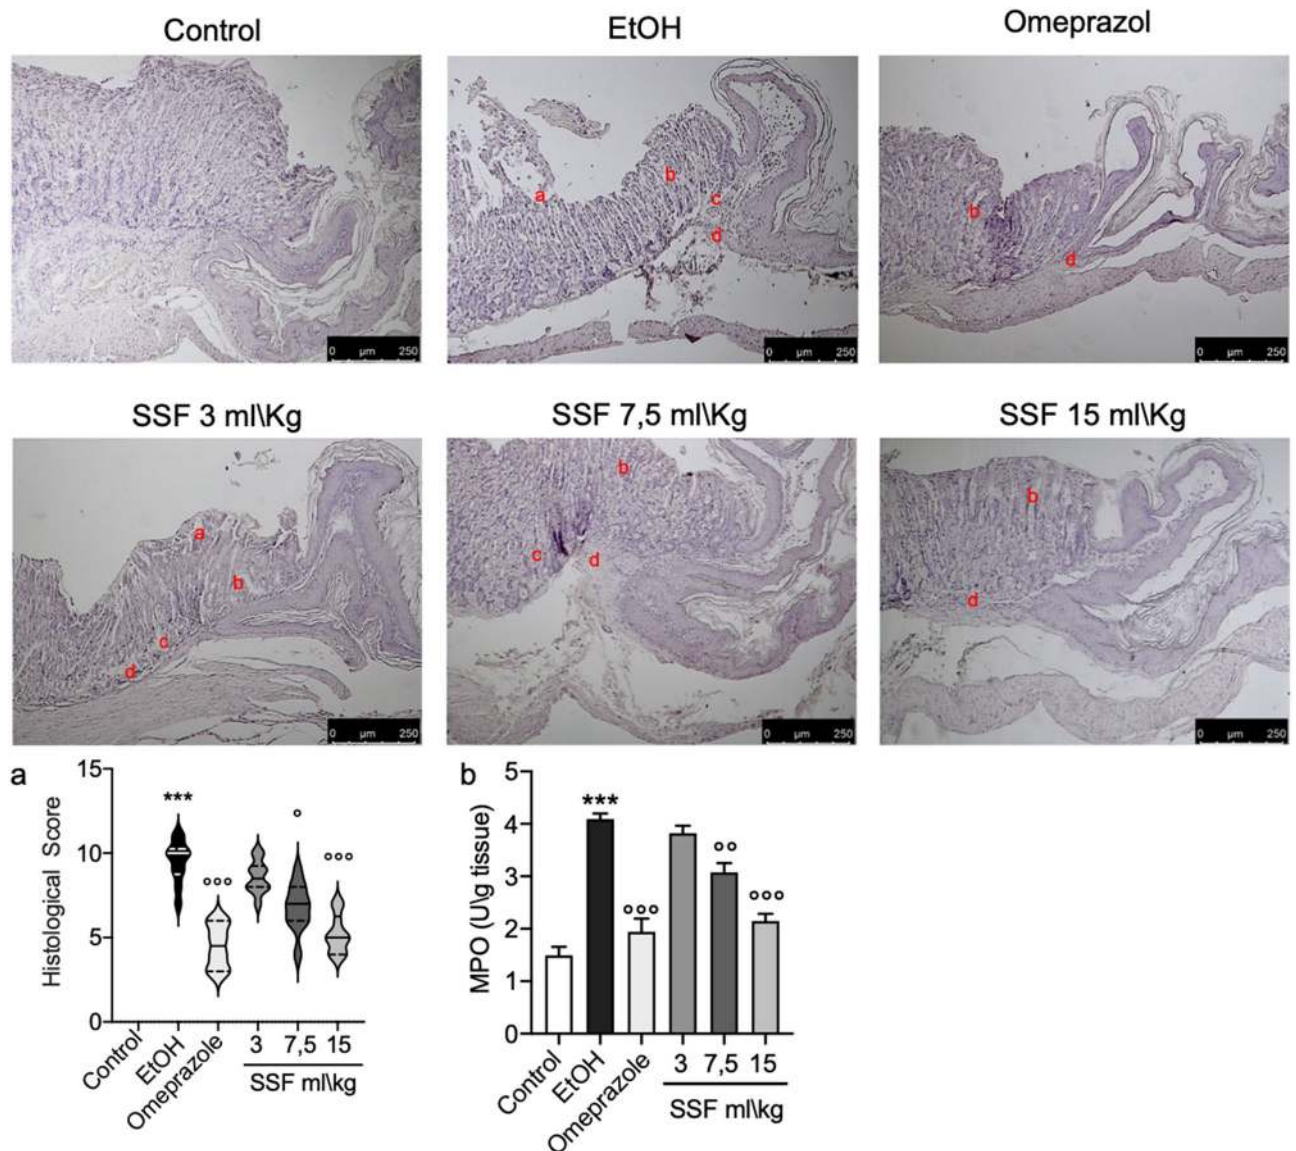 Control
EtOH
Omeprazol
a
b
c
d
b
d
0 µm 250
0 µm 250
0 µm 250
SSF 3 ml\Kg
SSF 7,5 ml\Kg
SSF 15 ml\Kg
a
b
c
d
b
c
d
b
d
0 µm 250
0 µm 250
0 µm 250
a
15
10
5
0
Histological Score
***
°°°
°
°°°
Control
EtOH
Omeprazole
3 7,5 15
SSF ml\kg
b
5
4
3
2
1
0
MPO (U\g tissue)
***
°°°
°°
°°°
Control
EtOH
Omeprazole
3 7,5 15
SSF ml\kg